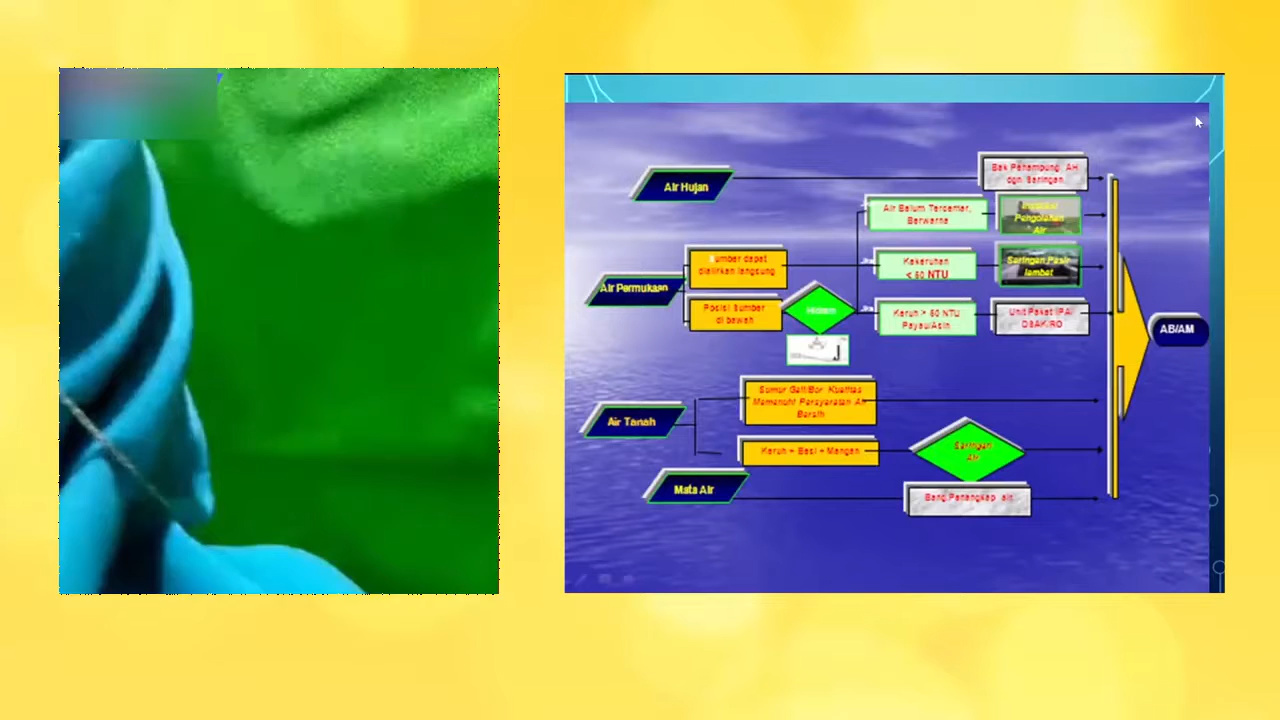 Air Hujan
Bak Penampung AH
dgn. Saringan
Air Belum Tercemar,
Berwarna
Instalasi
Pengolahan
Air
Air Permukaan
Sumber dapat
dialirkan langsung
Kekeruhan
< 50 NTU
Saringan Pasir
lambat
Posisi Sumber
di bawah
Hidram
Keruh > 50 NTU
Payau/Asin
Unit Paket IPA/
DSAK/RO
AB/AM
Air Tanah
Sumur Gali/Bor Kualitas
Memenuhi Persyaratan Air
Bersih
Keruh + Besi + Mangan
Saringan
Air
Mata Air
Bang.Penangkap air